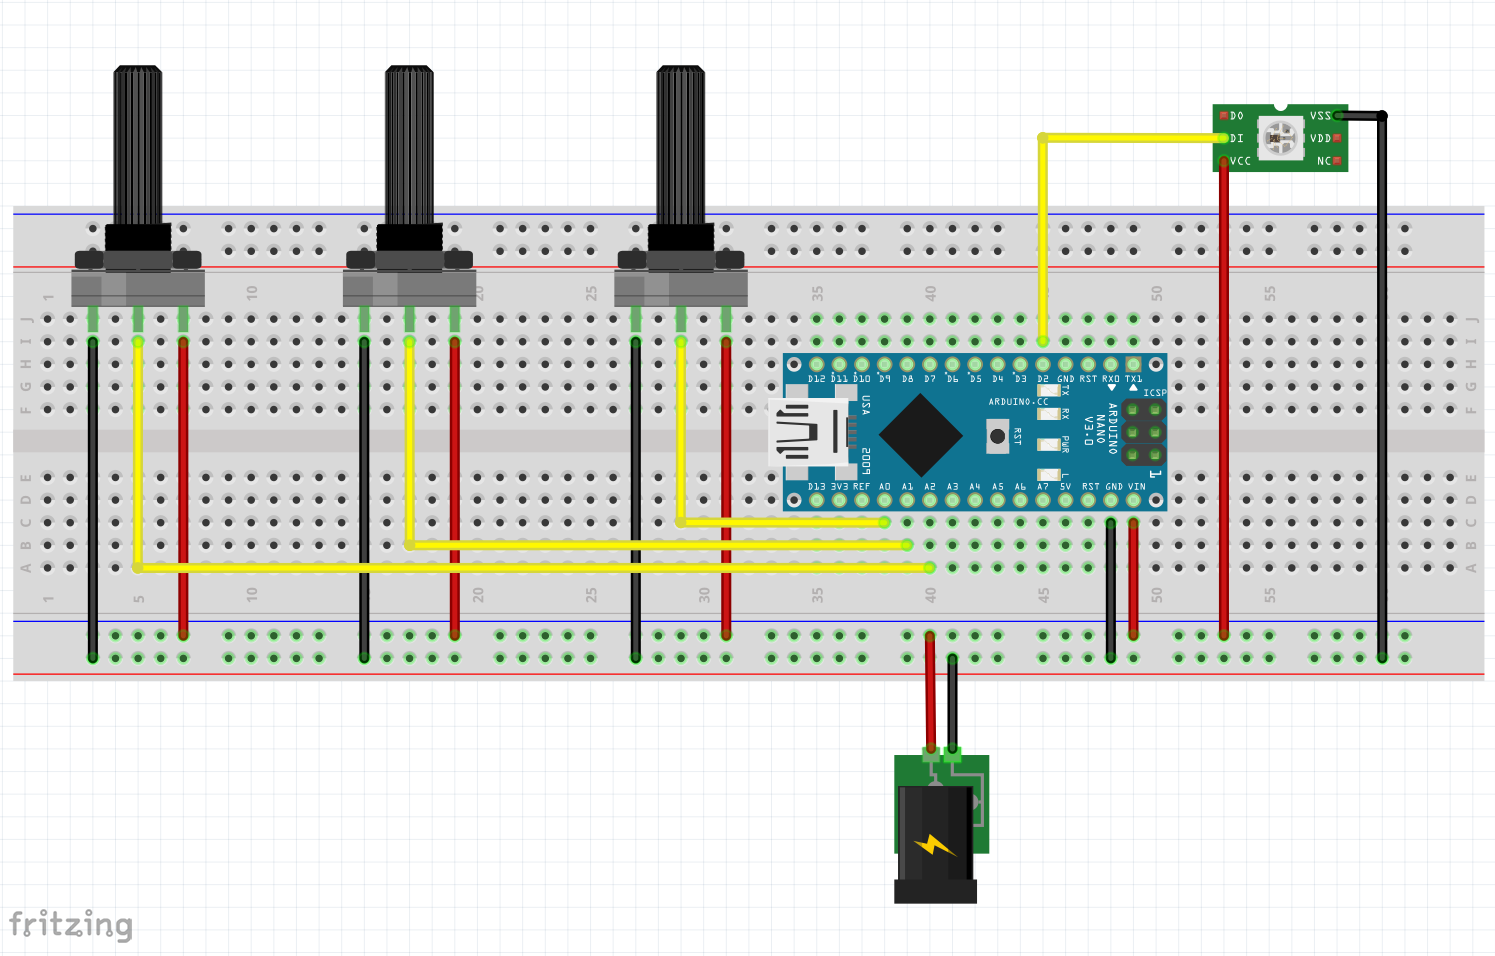 DO
DI
VCC
VSS
VDD
NC
1
10
20
25
30
35
40
50
55
J
I
H
G
F
J
I
H
G
F
D12 D11 D10 D9 D8 D7 D6 D5 D4 D3 D2 GND RST RX0 TX1
USA
2009
ARDUINO.CC
RST
TX
RX
PWR
L
ARDUINO
NANO
V3.0
ICSP
1
D13 3V3 REF A0 A1 A2 A3 A4 A5 A6 A7 5V RST GND VIN
E
D
C
B
A
E
D
C
B
A
1
5
10
20
25
30
35
40
45
50
55
fritzing